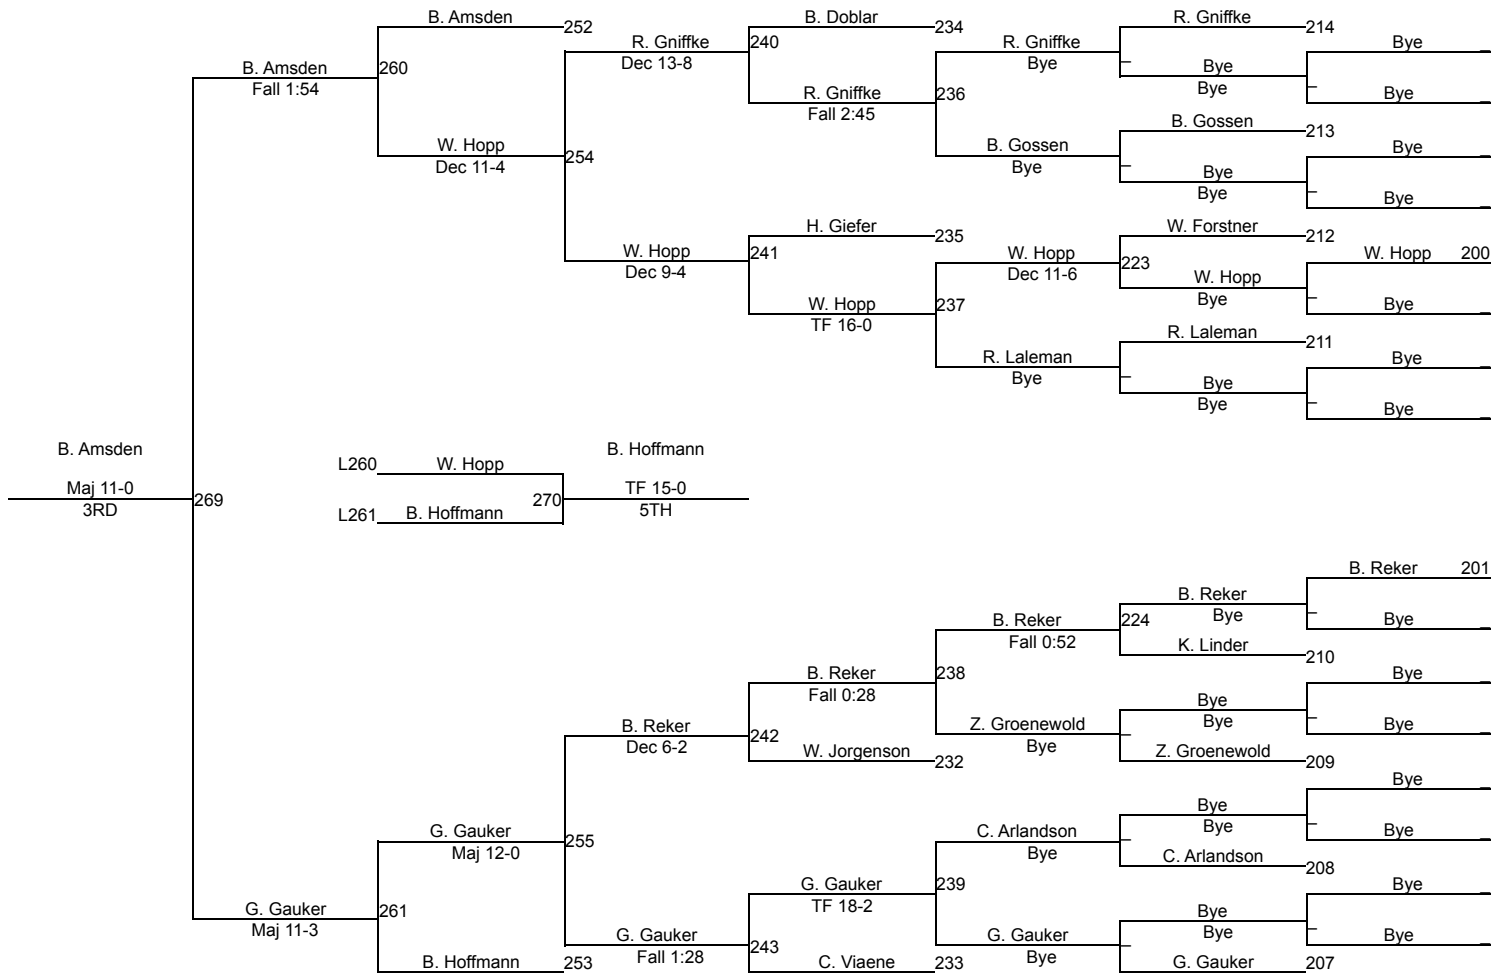 B. Amsden
252
B. Doblar
234
R. Gniffke
214
R. Gniffke
Dec 13-8
240
R. Gniffke
Bye
Bye
B. Amsden
Fall 1:54
260
Bye
Bye
R. Gniffke
Fall 2:45
236
Bye
B. Gossen
213
W. Hopp
Dec 11-4
254
B. Gossen
Bye
Bye
Bye
Bye
Bye
H. Giefer
235
W. Forstner
212
W. Hopp
Dec 9-4
241
W. Hopp
Dec 11-6
223
W. Hopp 200
W. Hopp
Bye
W. Hopp
TF 16-0
237
Bye
R. Laleman
211
R. Laleman
Bye
Bye
Bye
Bye
Bye
B. Amsden
Maj 11-0
3RD
269
L260 W. Hopp
L261 B. Hoffmann
270
B. Hoffmann
TF 15-0
5TH
B. Reker 201
B. Reker
Bye
224
Bye
B. Reker
Fall 0:52
K. Linder
210
B. Reker
Fall 0:28
238
Bye
Bye
Bye
Bye
B. Reker
Dec 6-2
242
Z. Groenewold
Bye
W. Jorgenson
232
Z. Groenewold
209
Bye
Bye
Bye
Bye
G. Gauker
Maj 12-0
255
C. Arlandson
Bye
C. Arlandson
208
G. Gauker
TF 18-2
239
Bye
G. Gauker
Maj 11-3
261
Bye
Bye
Bye
G. Gauker
Fall 1:28
243
G. Gauker
Bye
B. Hoffmann
253
C. Viaene
233
G. Gauker
207